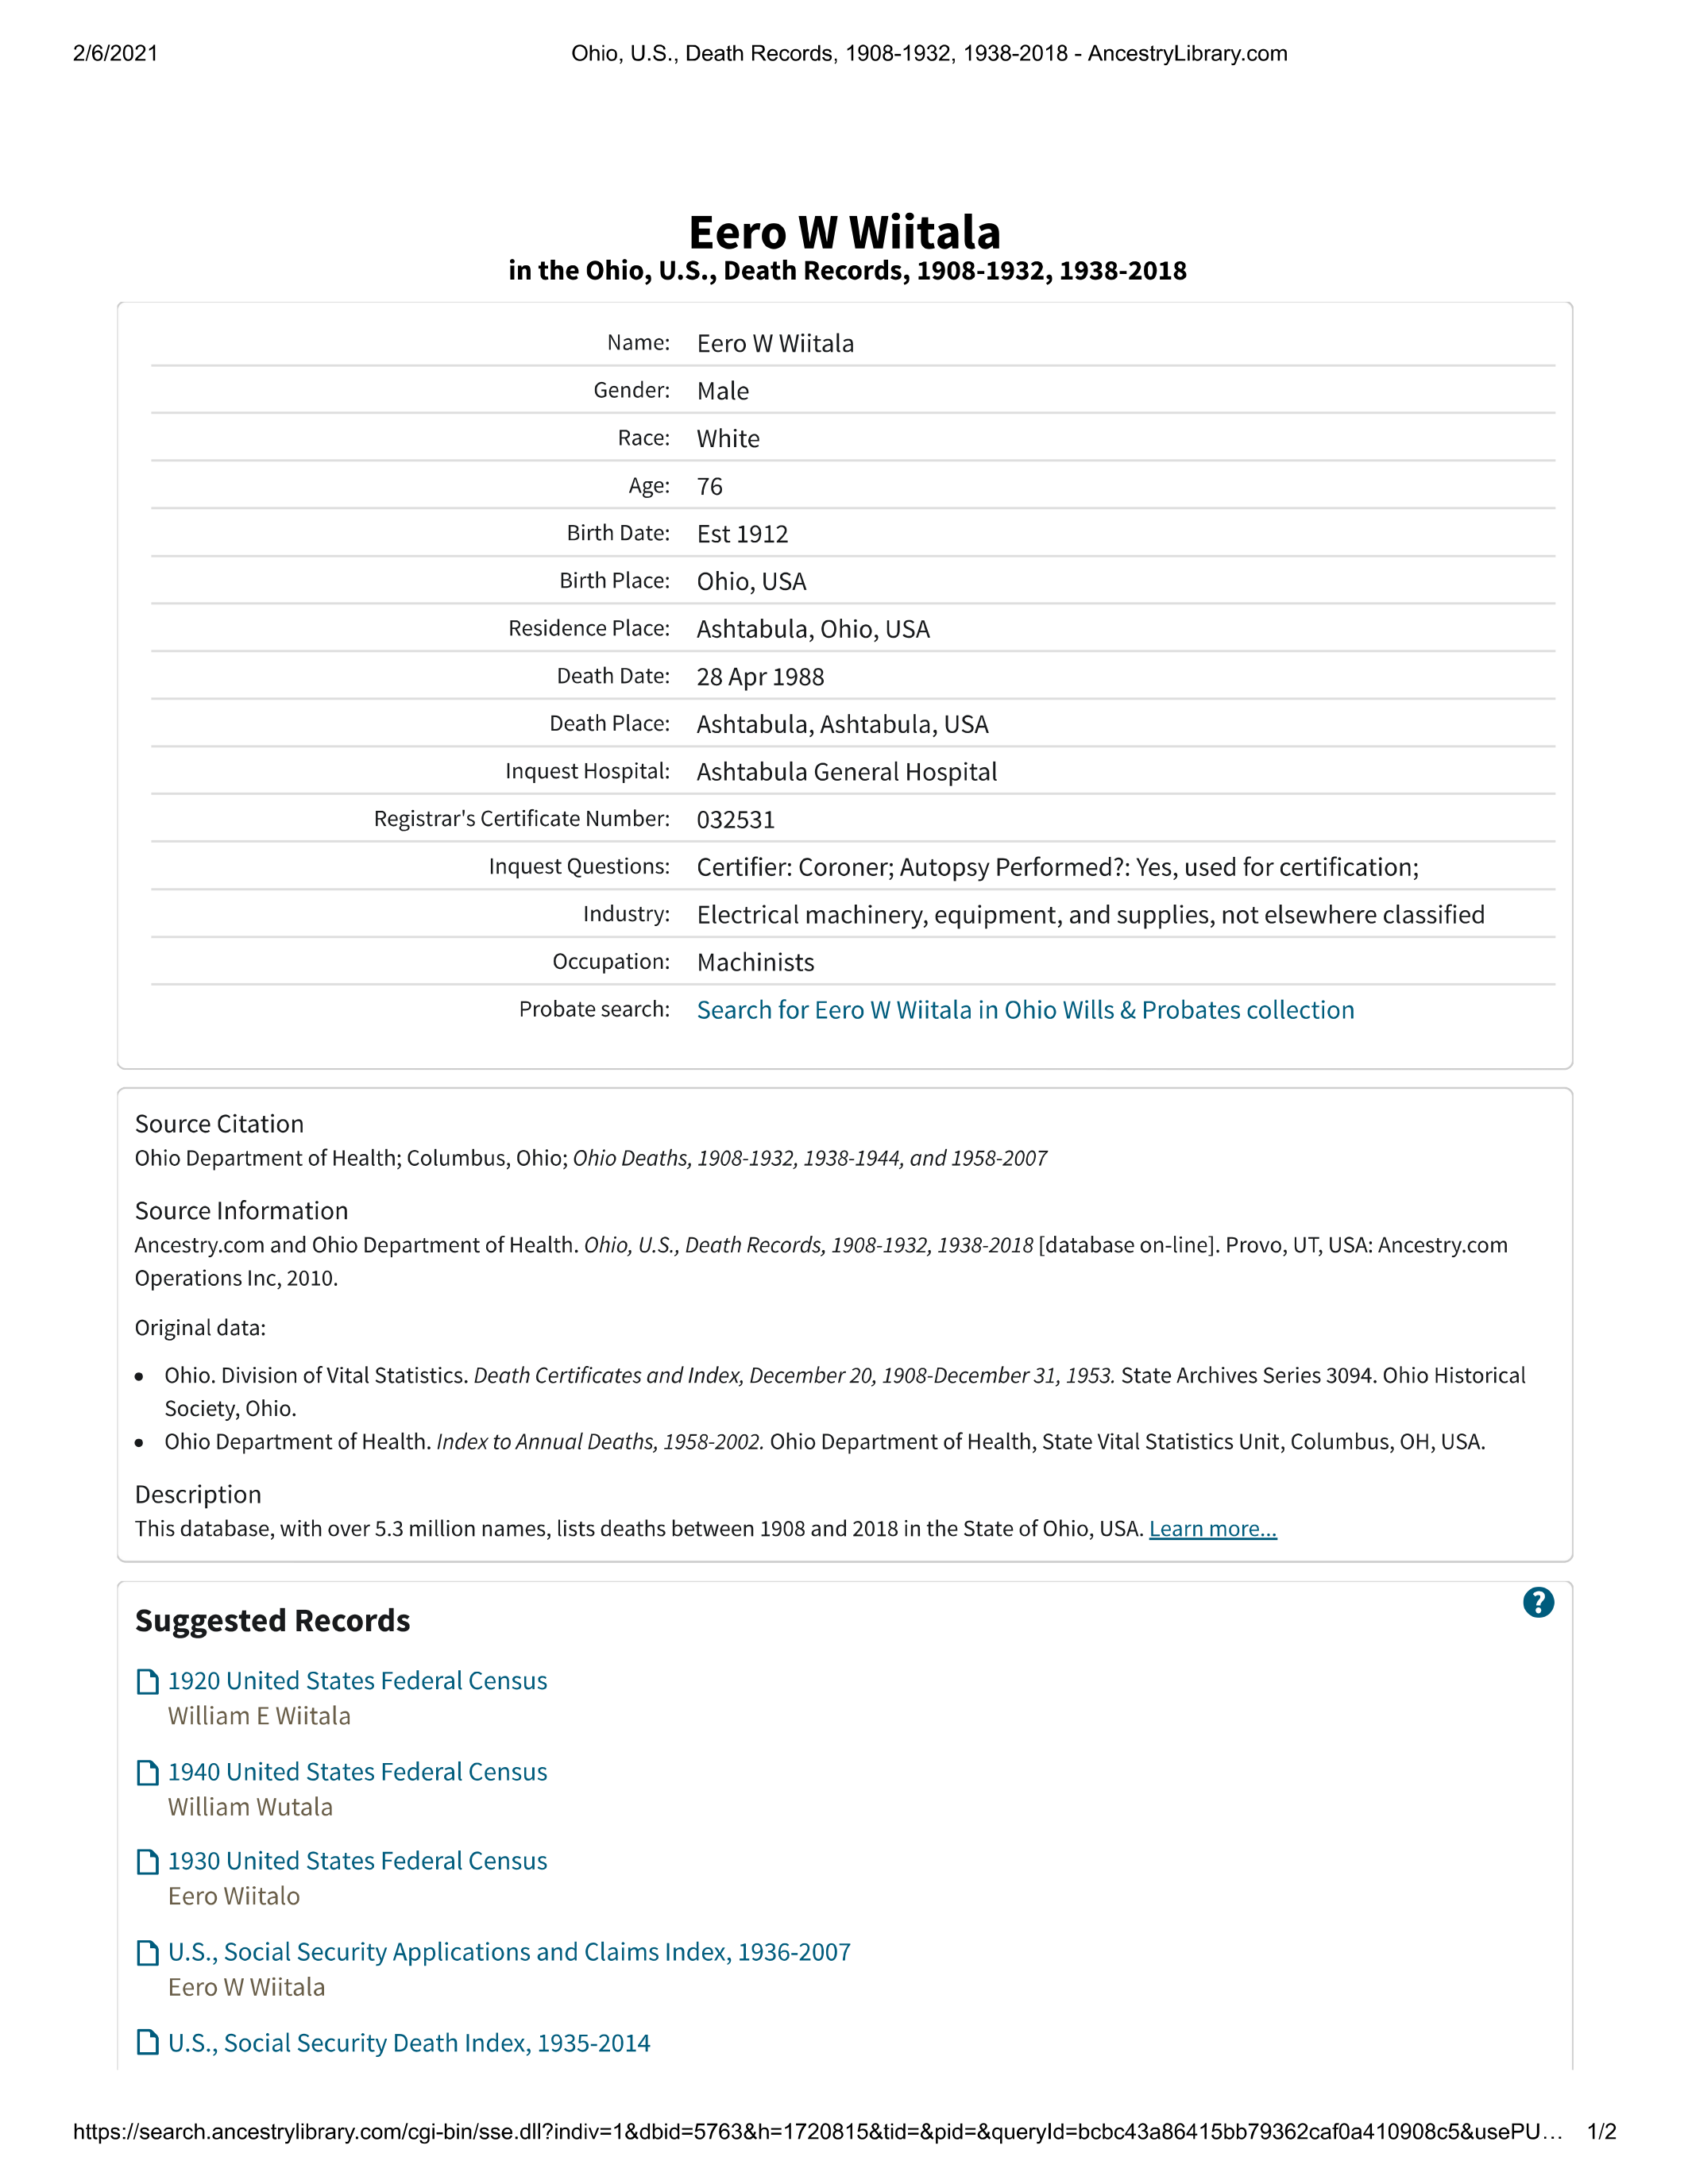 2/6/2021 Ohio, U.S., Death Records, 1908-1932, 1938-2018 - AncestryLibrary.com
Eero W Wiitala
in the Ohio, U.S., Death Records, 1908-1932, 1938-2018
Name: Eero W Wiitala
Gender: Male
Race: White
Age: 76
Birth Date: Est 1912
Birth Place: Ohio, USA
Residence Place: Ashtabula, Ohio, USA
Death Date: 28 Apr 1988
Death Place: Ashtabula, Ashtabula, USA
Inquest Hospital: Ashtabula General Hospital
Registrar's Certificate Number: 032531
Inquest Questions: Certifier: Coroner; Autopsy Performed?: Yes, used for certification;
Industry: Electrical machinery, equipment, and supplies, not elsewhere classified
Occupation: Machinists
Probate search: Search for Eero W Wiitala in Ohio Wills & Probates collection
Source Citation
Ohio Department of Health; Columbus, Ohio; Ohio Deaths, 1908-1932, 1938-1944, and 1958-2007
Source Information
Ancestry.com and Ohio Department of Health. Ohio, U.S., Death Records, 1908-1932, 1938-2018 [database on-line]. Provo, UT, USA: Ancestry.com
Operations Inc, 2010.
Original data:
• Ohio. Division of Vital Statistics. Death Certificates and Index, December 20, 1908-December 31, 1953. State Archives Series 3094. Ohio Historical
Society, Ohio.
• Ohio Department of Health. Index to Annual Deaths, 1958-2002. Ohio Department of Health, State Vital Statistics Unit, Columbus, OH, USA.
Description
This database, with over 5.3 million names, lists deaths between 1908 and 2018 in the State of Ohio, USA. Learn more...
Suggested Records ?
1920 United States Federal Census
William E Wiitala
1940 United States Federal Census
William Wutala
1930 United States Federal Census
Eero Wiitalo
U.S., Social Security Applications and Claims Index, 1936-2007
Eero W Wiitala
U.S., Social Security Death Index, 1935-2014
https://search.ancestrylibrary.com/cgi-bin/sse.dll?indiv=1&dbid=5763&h=1720815&tid=&pid=&queryId=bcbc43a86415bb79362caf0a410908c5&usePU… 1/2